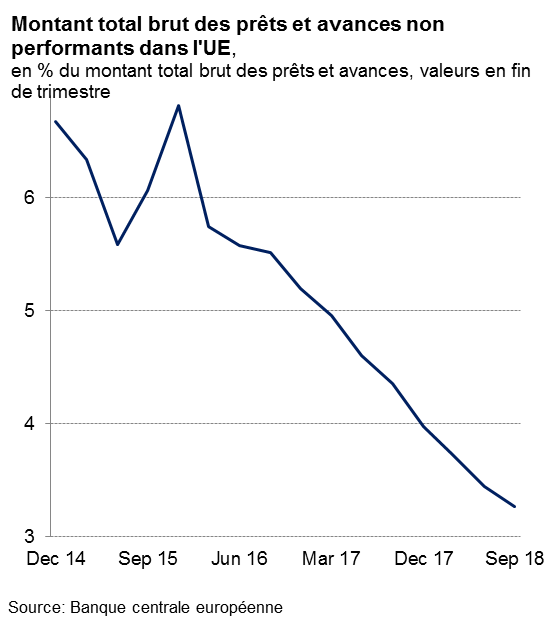 Montant total brut des prêts et avances non
performants dans l'UE,
en % du montant total brut des prêts et avances, valeurs en fin
de trimestre
6
5
4
3
Dec 14 Sep 15 Jun 16 Mar 17 Dec 17 Sep 18
Source: Banque centrale européenne